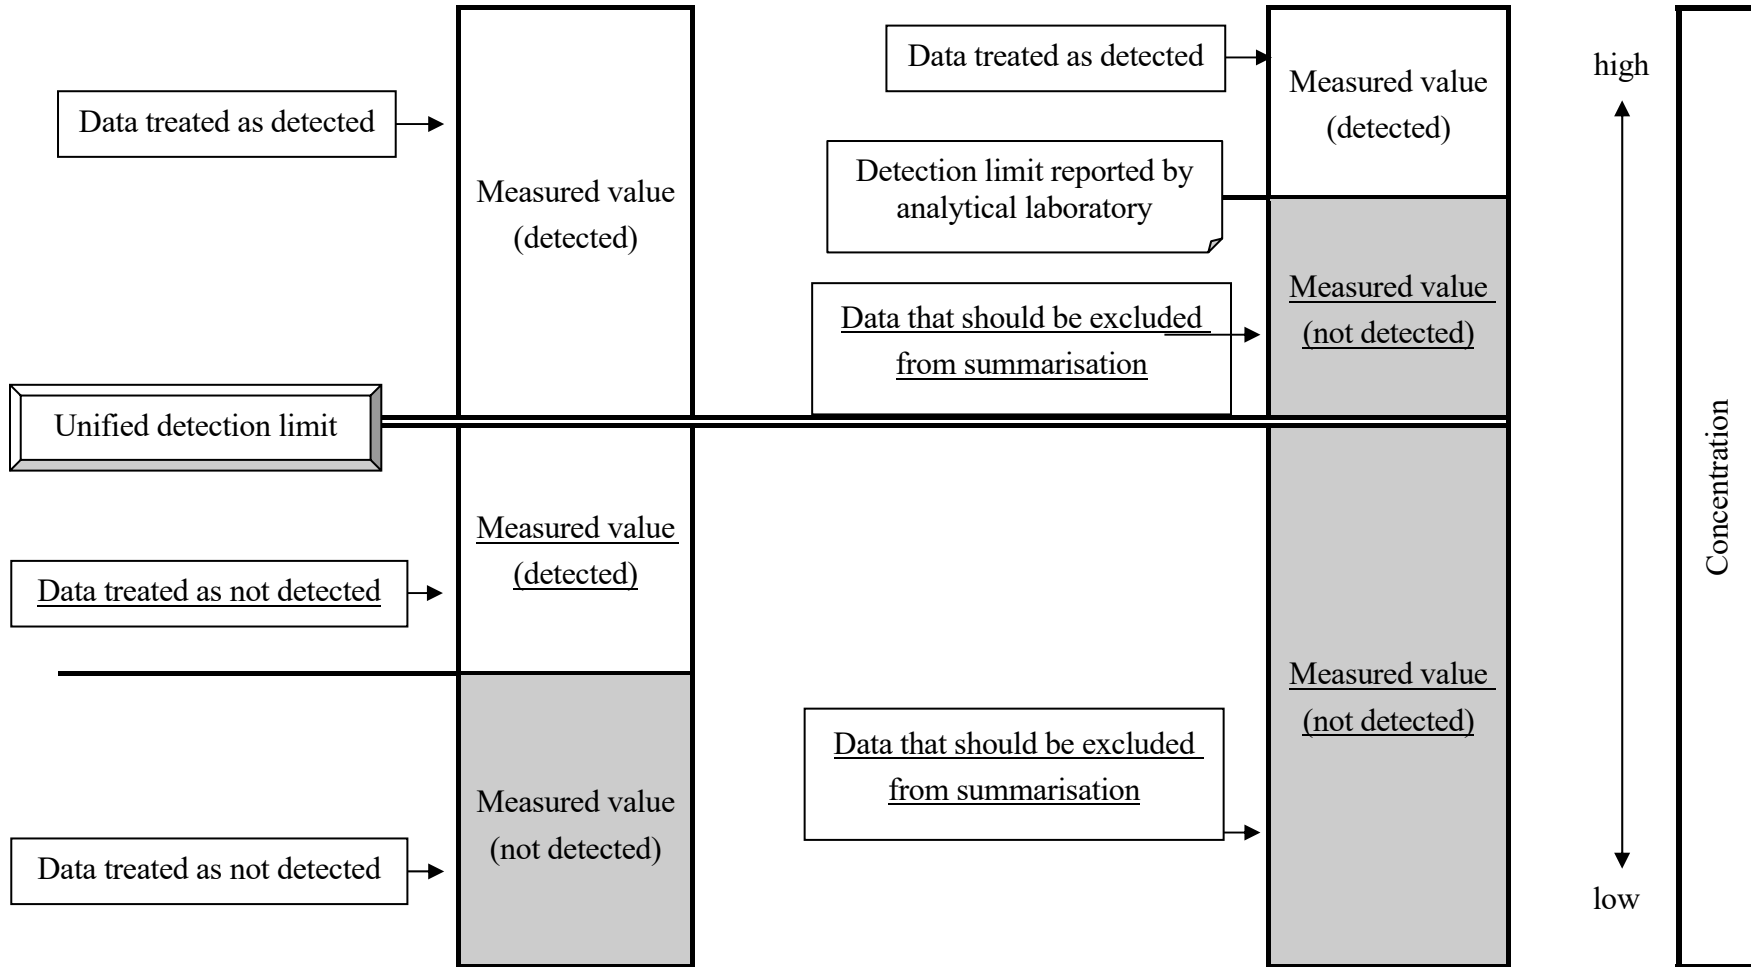 Data treated as detected
Measured value
(detected)
Data treated as detected
Measured value
(detected)
Detection limit reported by
analytical laboratory
Data that should be excluded
from summarisation
Measured value
(not detected)
high
Concentration
Unified detection limit
Measured value
(detected)
Data treated as not detected
Measured value
(not detected)
Data treated as not detected
Data that should be excluded
from summarisation
Measured value
(not detected)
low